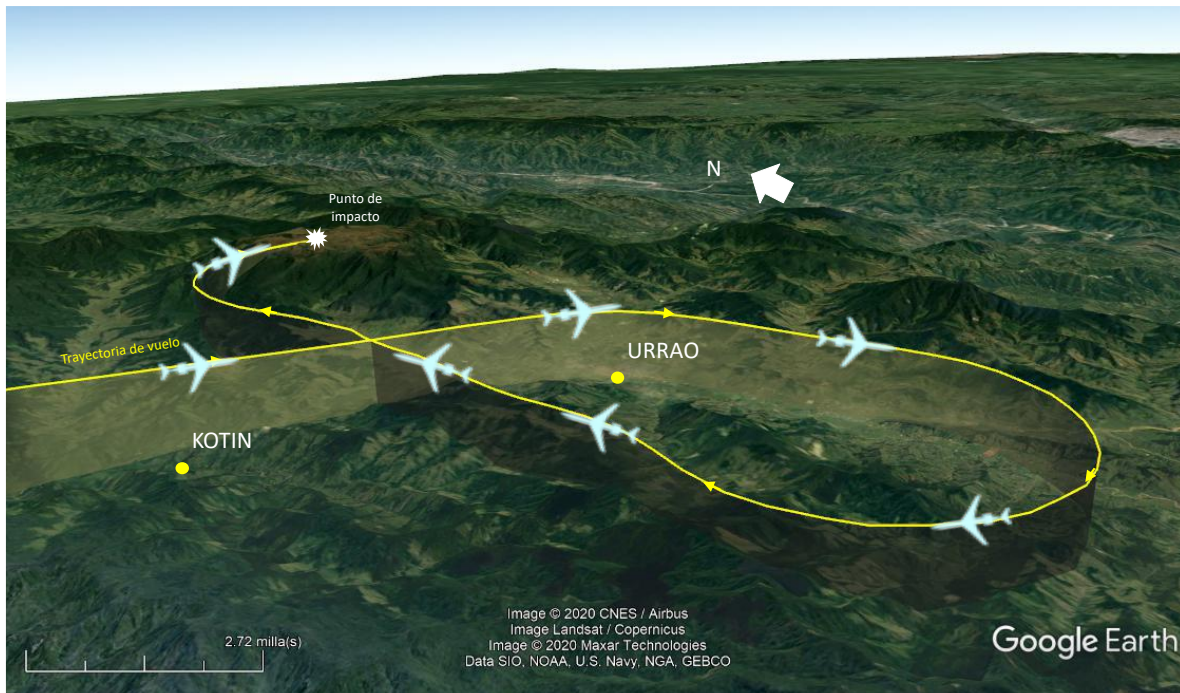 N
Punto de
impacto
Trayectoria de vuelo
URRAO
KOTIN
2.72 milla(s)
Image © 2020 CNES / Airbus
Image Landsat / Copernicus
Image © 2020 Maxar Technologies
Data SIO, NOAA, U.S. Navy, NGA, GEBCO
Google Earth